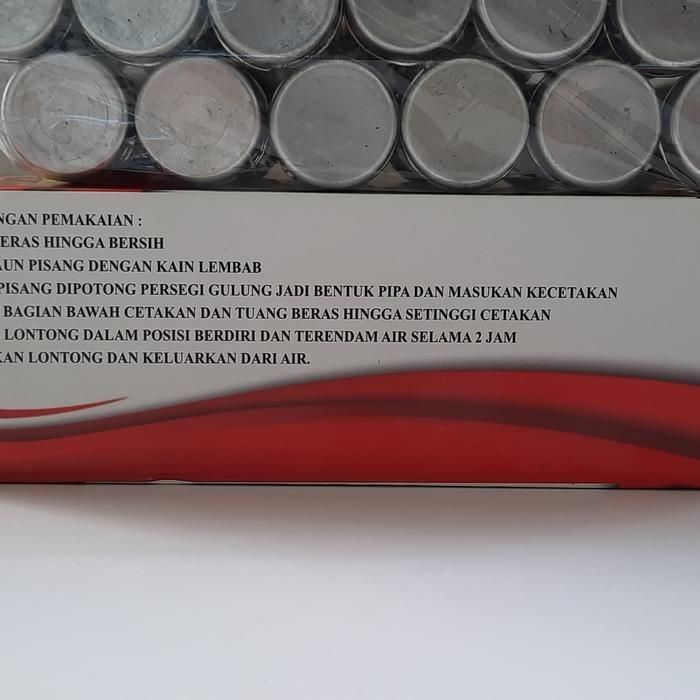 NGAN PEMAKAIAN :
ERAS HINGGA BERSIH
AUN PISANG DENGAN KAIN LEMBAB
PISANG DIPOTONG PERSEGI GULUNG JADI BENTUK PIPA DAN MASUKAN KECETAKAN
BAGIAN BAWAH CETAKAN DAN TUANG BERAS HINGGA SETINGGI CETAKAN
LONTONG DALAM POSISI BERDIRI DAN TERENDAM AIR SELAMA 2 JAM
KAN LONTONG DAN KELUARKAN DARI AIR.